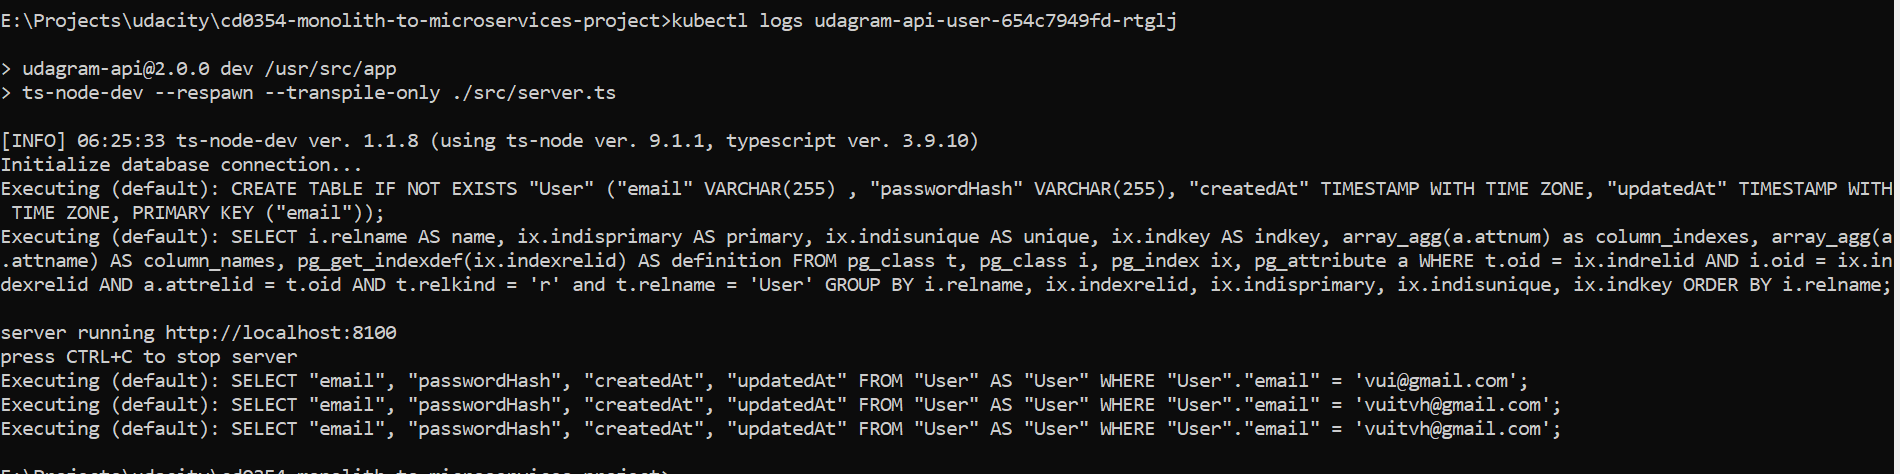 E:\Projects\udacity\cd0354-monolith-to-microservices-project>kubectl logs udagram-api-user-654c7949fd-rtglj
> udagram-api@2.0.0 dev /usr/src/app
> ts-node-dev --respawn --transpile-only ./src/server.ts
[INFO] 06:25:33 ts-node-dev ver. 1.1.8 (using ts-node ver. 9.1.1, typescript ver. 3.9.10)
Initialize database connection...
Executing (default): CREATE TABLE IF NOT EXISTS "User" ("email" VARCHAR(255) , "passwordHash" VARCHAR(255), "createdAt" TIMESTAMP WITH TIME ZONE, "updatedAt" TIMESTAMP WITH
 TIME ZONE, PRIMARY KEY ("email"));
Executing (default): SELECT i.relname AS name, ix.indisprimary AS primary, ix.indisunique AS unique, ix.indkey AS indkey, array_agg(a.attnum) as column_indexes, array_agg(a
.attname) AS column_names, pg_get_indexdef(ix.indexrelid) AS definition FROM pg_class t, pg_class i, pg_index ix, pg_attribute a WHERE t.oid = ix.indrelid AND i.oid = ix.in
dexrelid AND a.attrelid = t.oid AND t.relkind = 'r' and t.relname = 'User' GROUP BY i.relname, ix.indexrelid, ix.indisprimary, ix.indisunique, ix.indkey ORDER BY i.relname;
server running http://localhost:8100
press CTRL+C to stop server
Executing (default): SELECT "email", "passwordHash", "createdAt", "updatedAt" FROM "User" AS "User" WHERE "User"."email" = 'vui@gmail.com';
Executing (default): SELECT "email", "passwordHash", "createdAt", "updatedAt" FROM "User" AS "User" WHERE "User"."email" = 'vuitvh@gmail.com';
Executing (default): SELECT "email", "passwordHash", "createdAt", "updatedAt" FROM "User" AS "User" WHERE "User"."email" = 'vuitvh@gmail.com';
E:\Projects\udacity\cd0354-monolith-to-microservices-project>